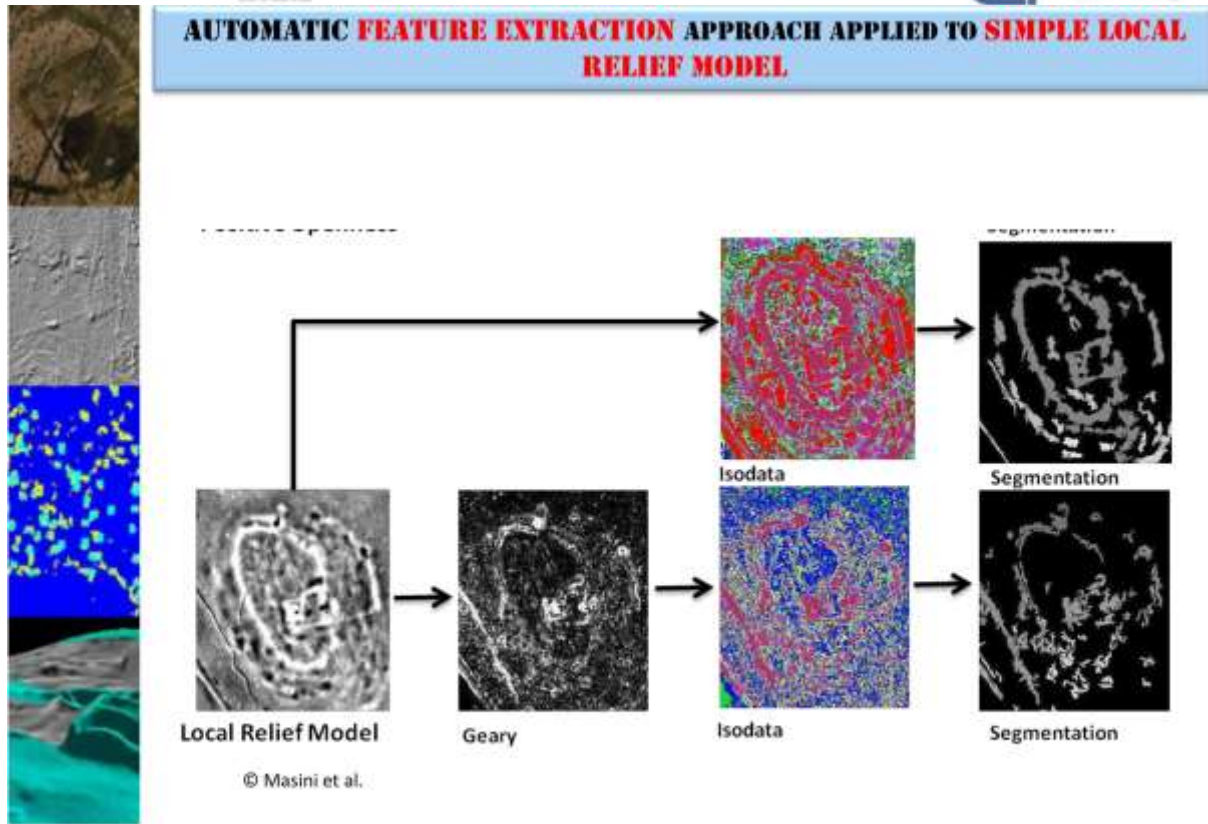 AUTOMATIC FEATURE EXTRACTION APPROACH APPLIED TO SIMPLE LOCAL
RELIEF MODEL
Isodata
Segmentation
Local Relief Model
Geary
Isodata
Segmentation
© Masini et al.